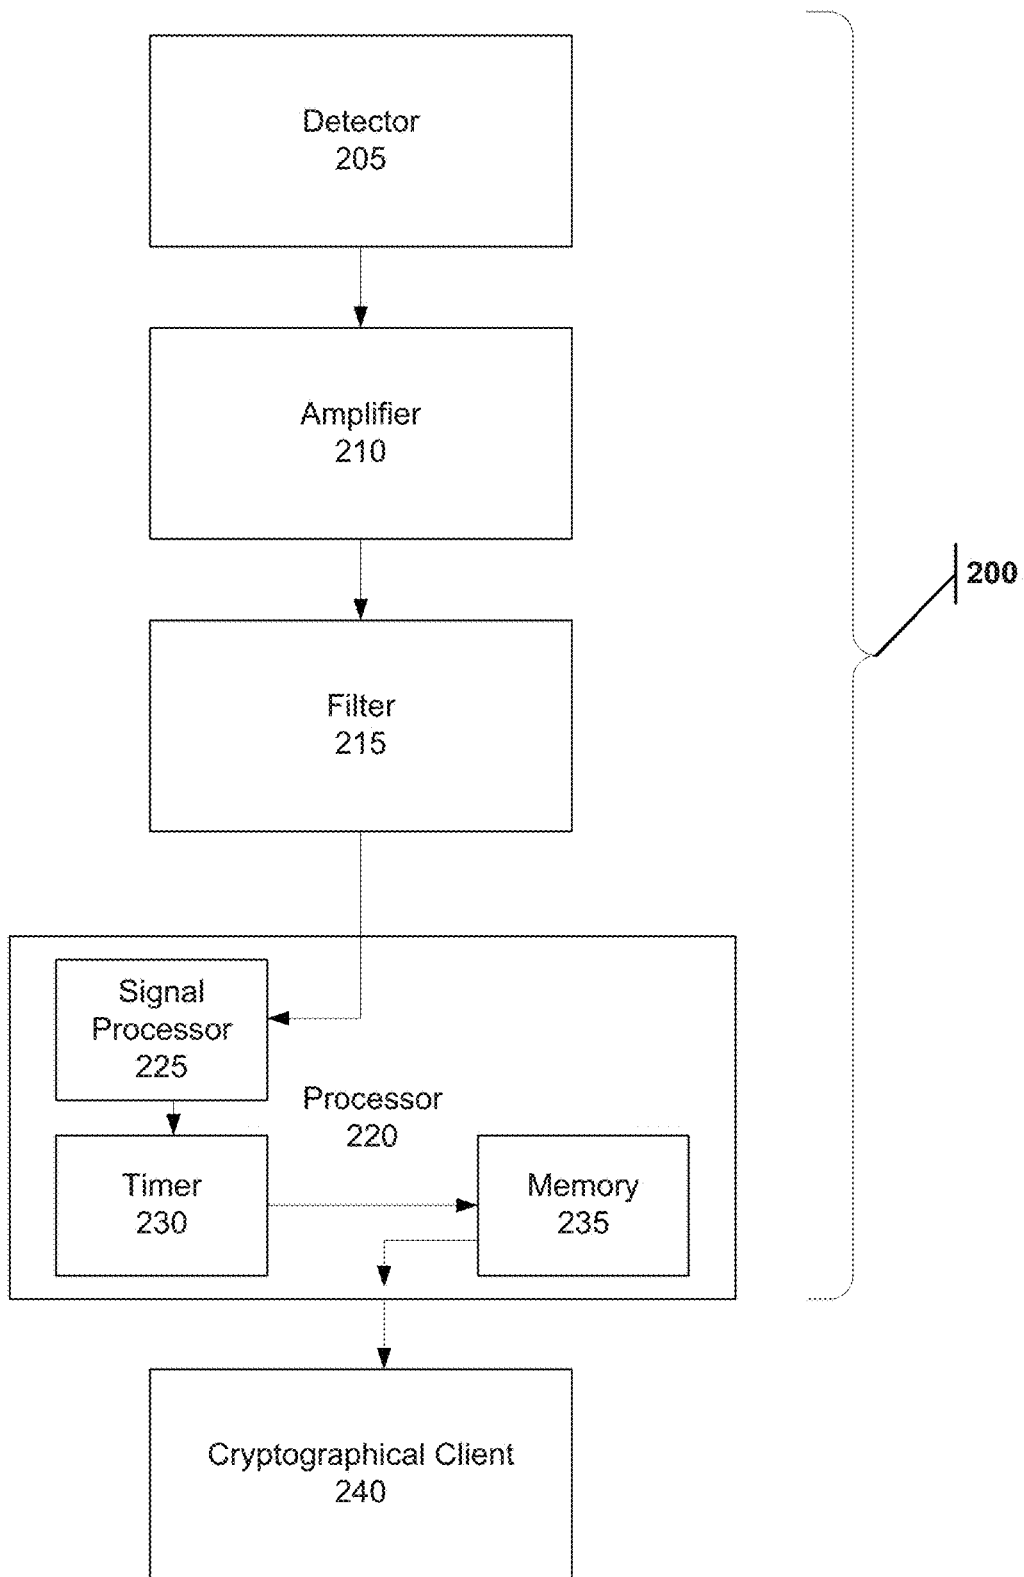 Detector
205
Amplifier
210
200
Filter
215
Signal
Processor
225
Processor
220
Timer
230
Memory
235
Cryptographical Client
240